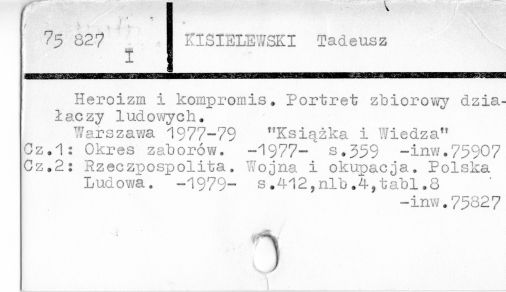 75 827
I
KISIELEWSKI Tadeusz
Heroizm i kompromis. Portret zbiorowy dzia-
łaczy ludowych.
Warszawa 1977-79 "Książka i Wiedza"
Cz.1: Okres zaborów. -1977- s.359 -inw.75907
Cz.2: Rzeczpospolita. Wojna i okupacja. Polska
Ludowa. -1979- s.412,nlb.4,tabl.8
-inw.75827